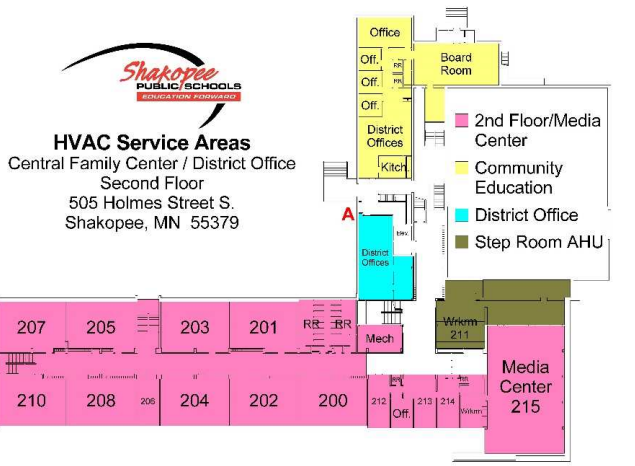 Shakopee
PUBLIC SCHOOLS
EDUCATION FORWARD
HVAC Service Areas
Central Family Center / District Office
Second Floor
505 Holmes Street S.
Shakopee, MN 55379
Office
Off.
RR
Off.
RR
Off.
District
Offices
Kitch.
Board
Room
2nd Floor/Media
Center
Community
Education
District Office
Step Room AHU
A
Elev.
District
Offices
207
205
203
201
RR
RR
Mech
Wrkrm
211
Media
Center
215
210
208
206
204
202
200
212
Off.
213
214
Wrkrm